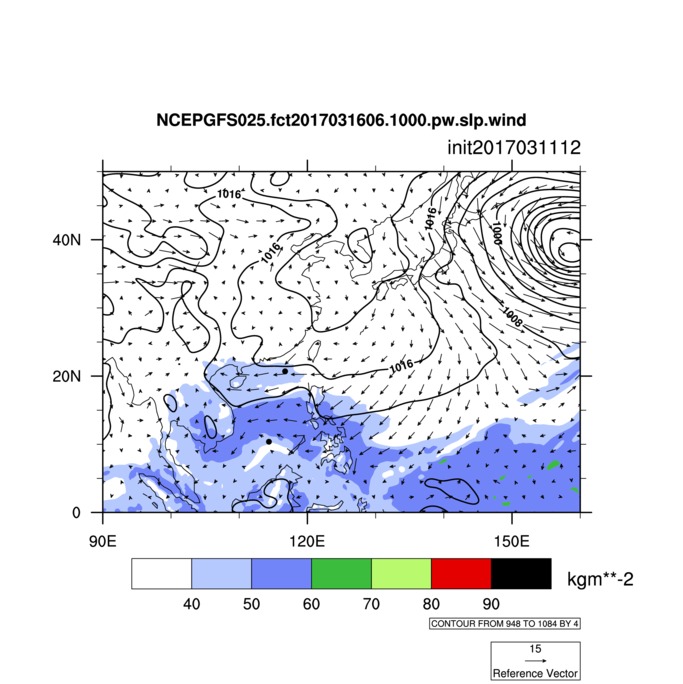 NCEPGFS025.fct2017031606.1000.pw.slp.wind
init2017031112
1016
1016
1000
40N
1016
1008
1016
20N
0
90E 120E 150E
kgm**-2
40 50 60 70 80 90
CONTOUR FROM 948 TO 1084 BY 4
15
Reference Vector